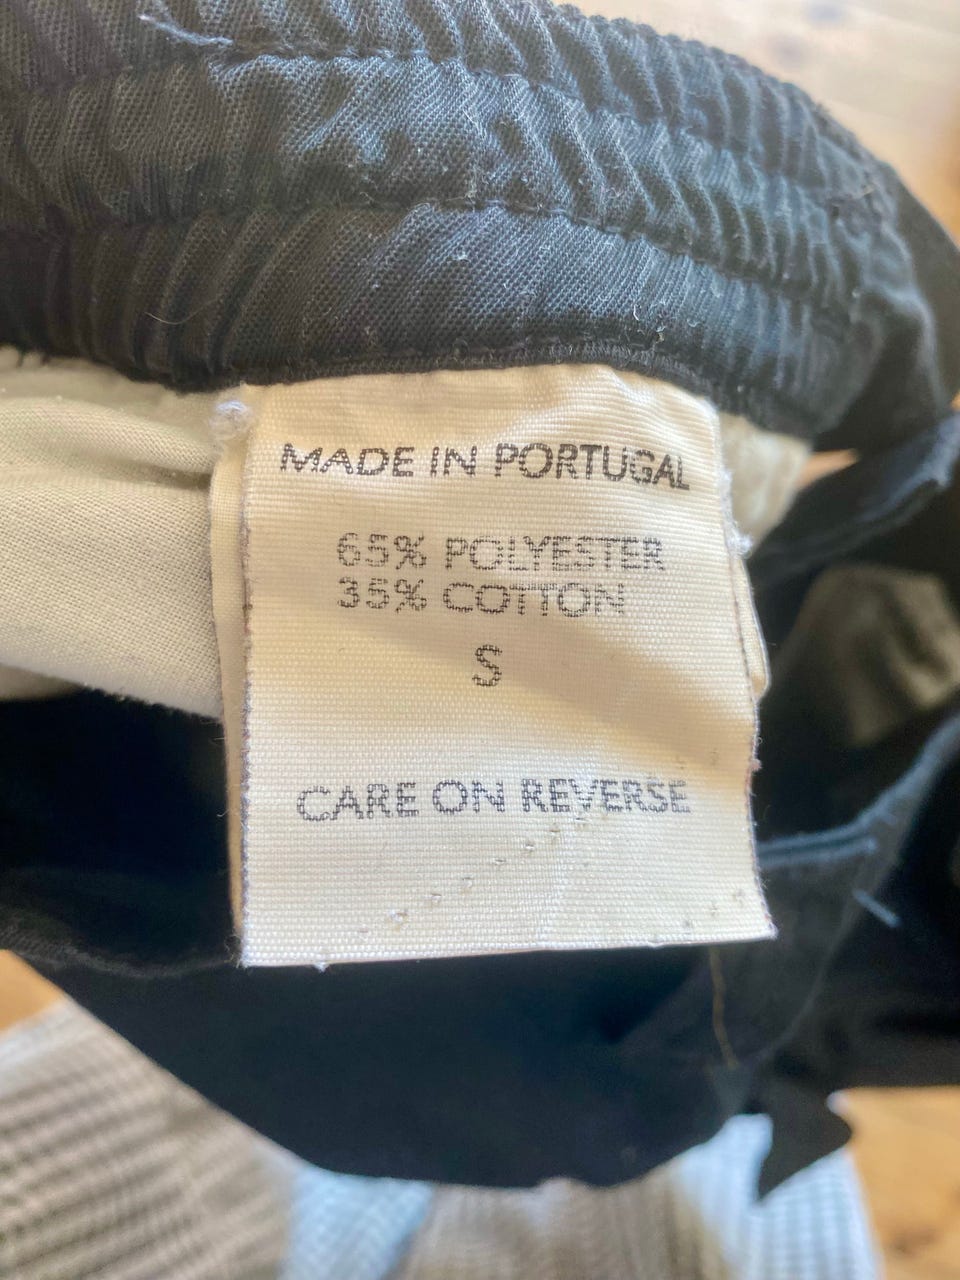 MADE IN PORTUGAL
65% POLYESTER
35% COTTON
S
CARE ON REVERSE